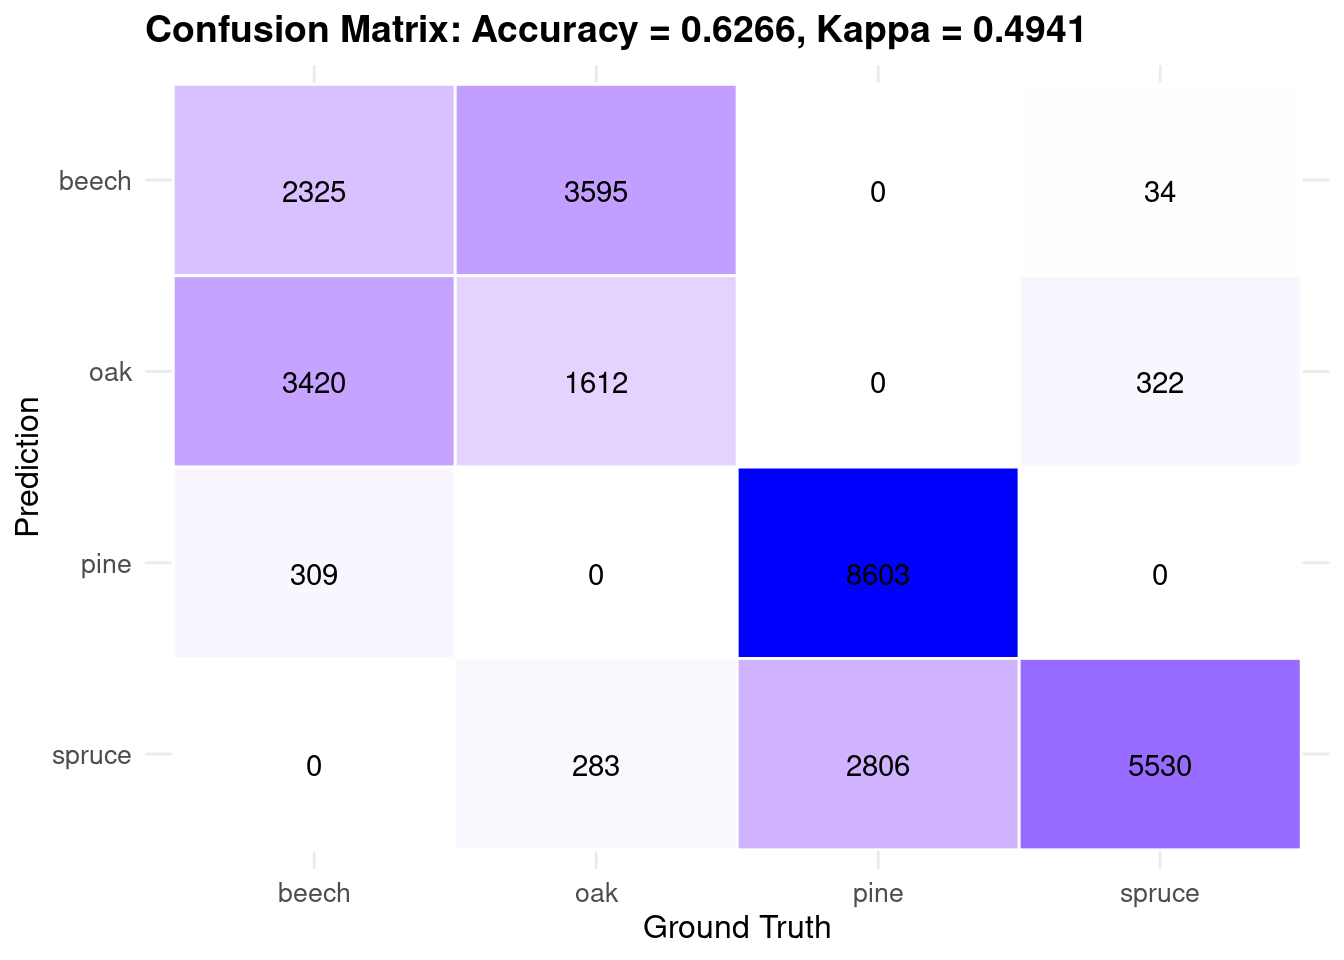 Confusion Matrix: Accuracy = 0.6266, Kappa = 0.4941
Prediction
beech 2325 3595 0 34
oak 3420 1612 0 322
pine 309 0 8603 0
spruce 0 283 2806 5530
beech oak pine spruce
Ground Truth